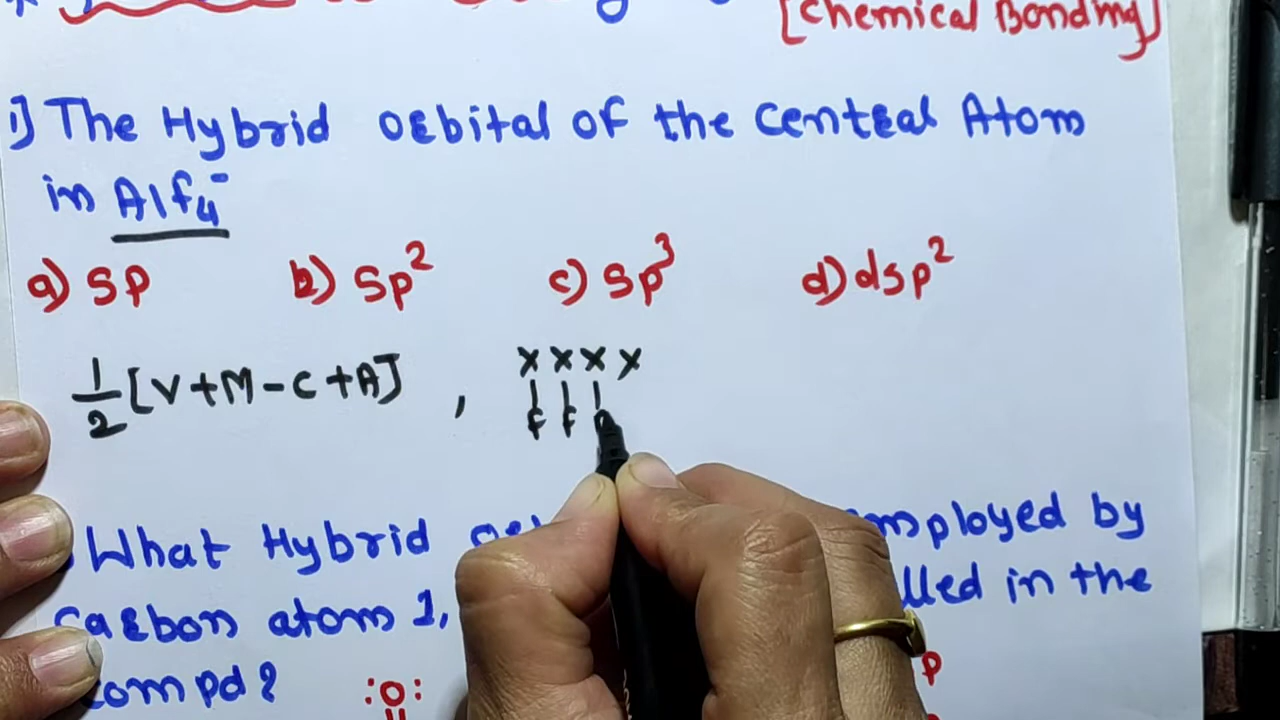 [Chemical Bonding]
1) The Hybrid orbital of the central Atom
in AlF4-
a) sp b) sp2 c) sp3 d) dsp2
1/2 [V+M-C+A] , x x x x
F F
What Hybrid employed by
carbon atom 1, in the
compd?
:O:
p